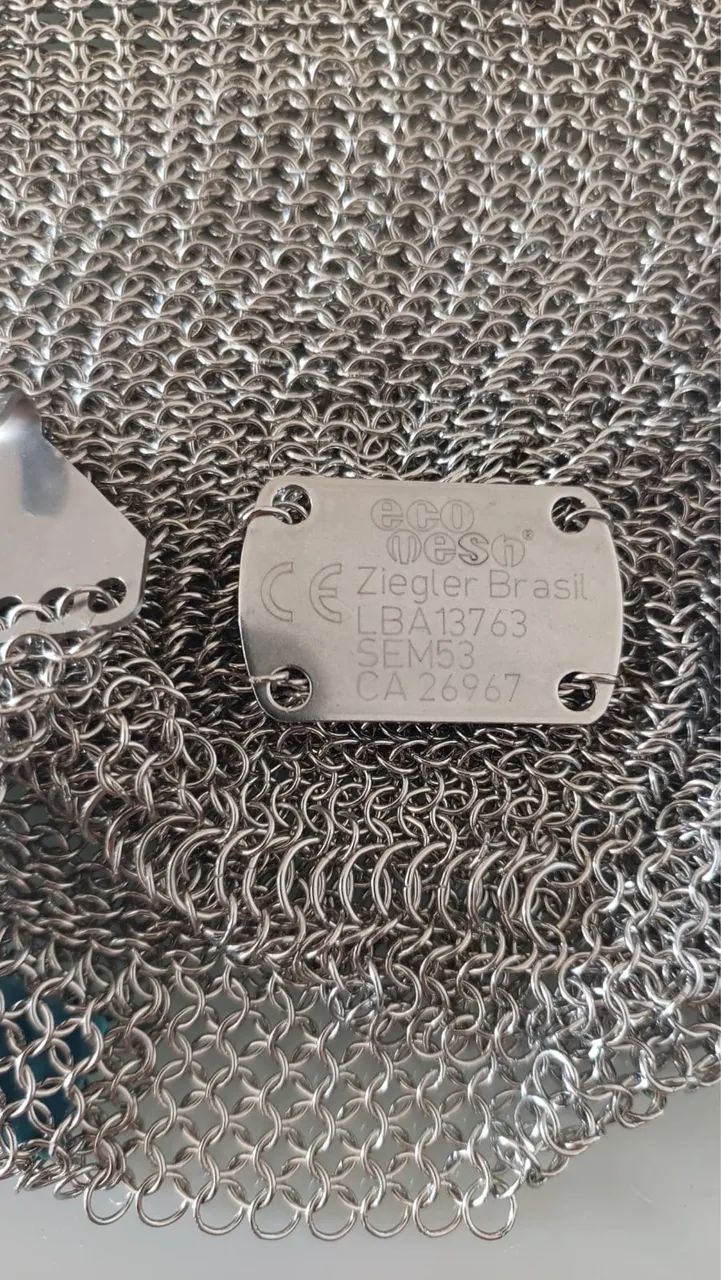 eco
mesh®
CE
Ziegler Brasil
LBA13763
SEM53
CA 26967